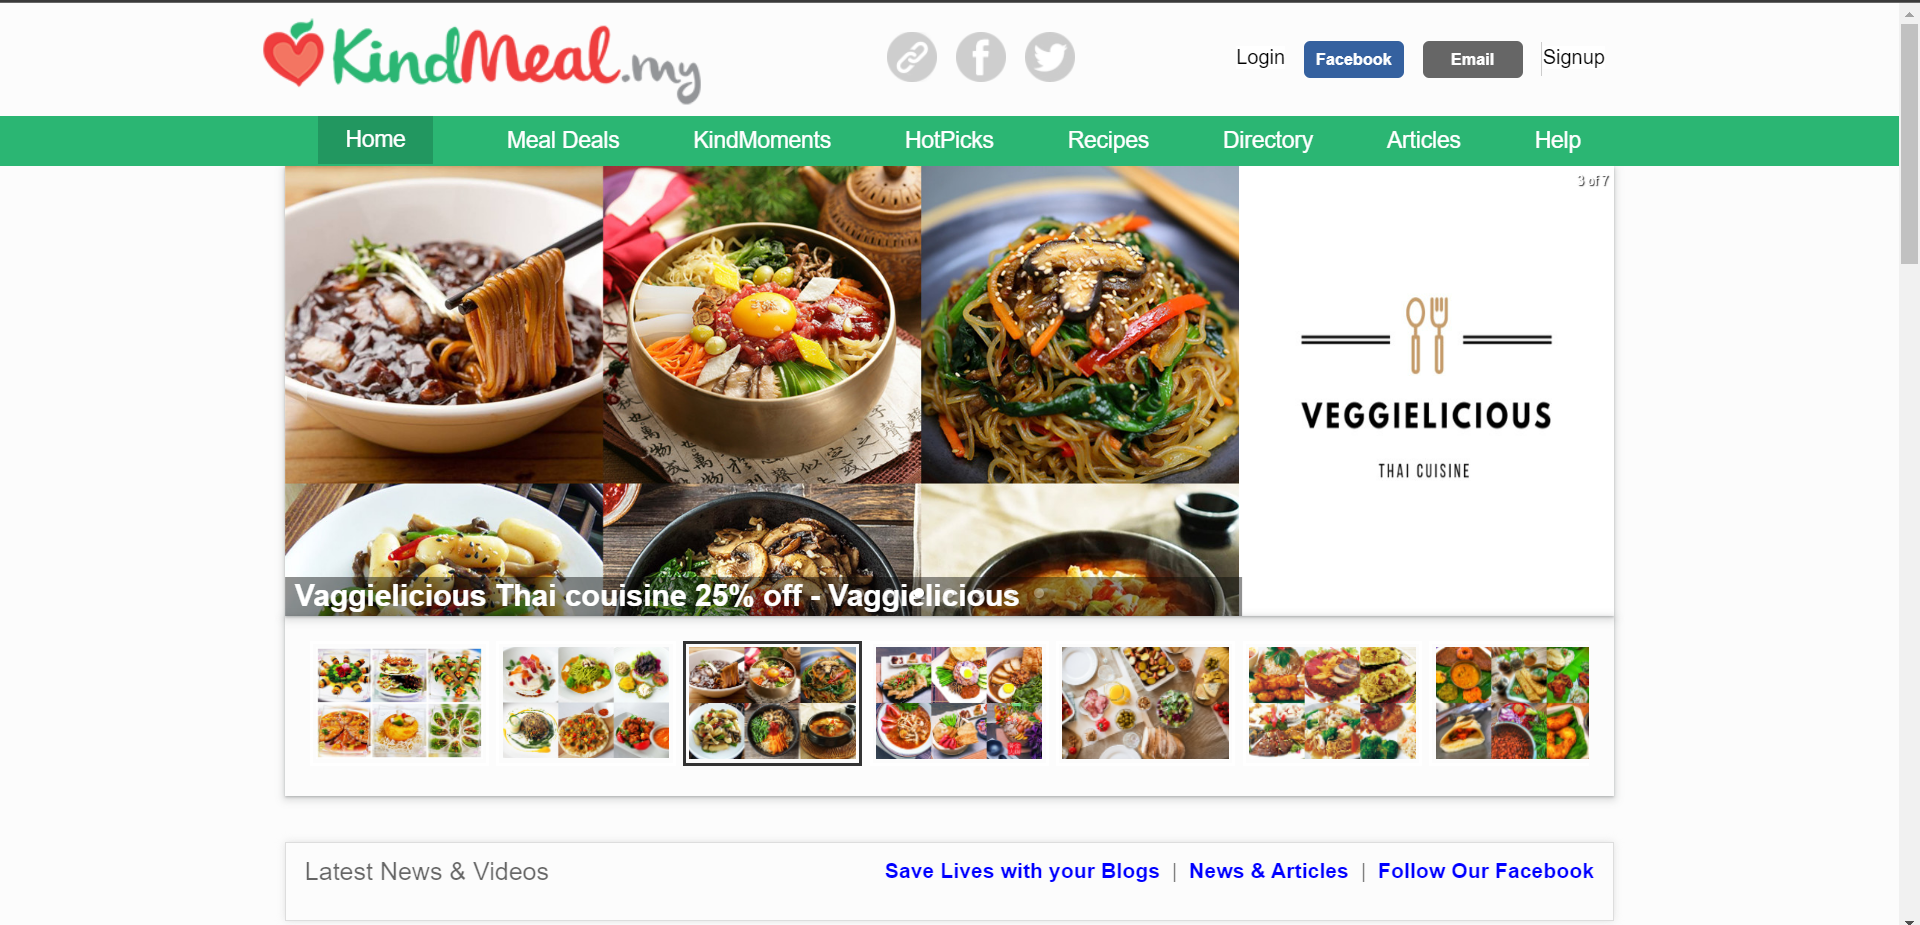 KindMeal.my
Login Facebook Email Signup
Home Meal Deals KindMoments HotPicks Recipes Directory Articles Help
3 of 7
VEGGIELICIOUS
THAI CUISINE
Vaggielicious Thai couisine 25% off - Vaggielicious
Latest News & Videos
Save Lives with your Blogs | News & Articles | Follow Our Facebook